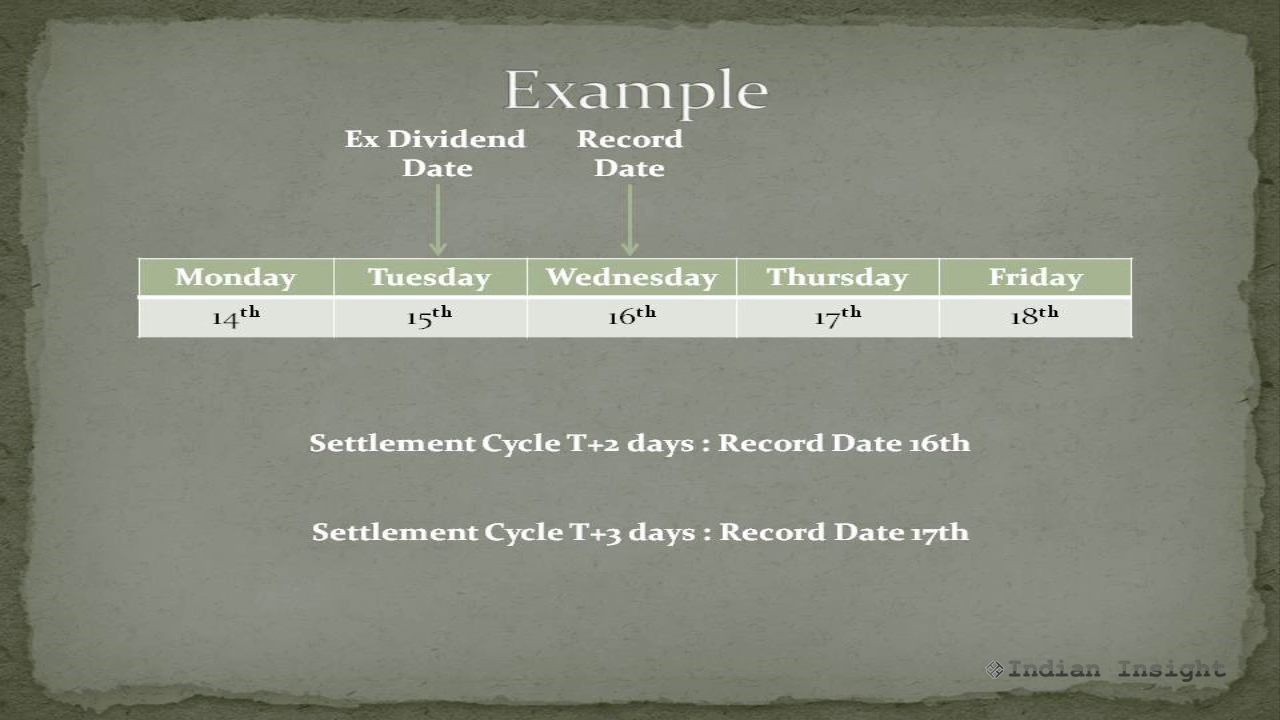 Example
Ex Dividend Date
Record Date
Monday Tuesday Wednesday Thursday Friday
14th 15th 16th 17th 18th
Settlement Cycle T+2 days : Record Date 16th
Settlement Cycle T+3 days : Record Date 17th
Indian Insight